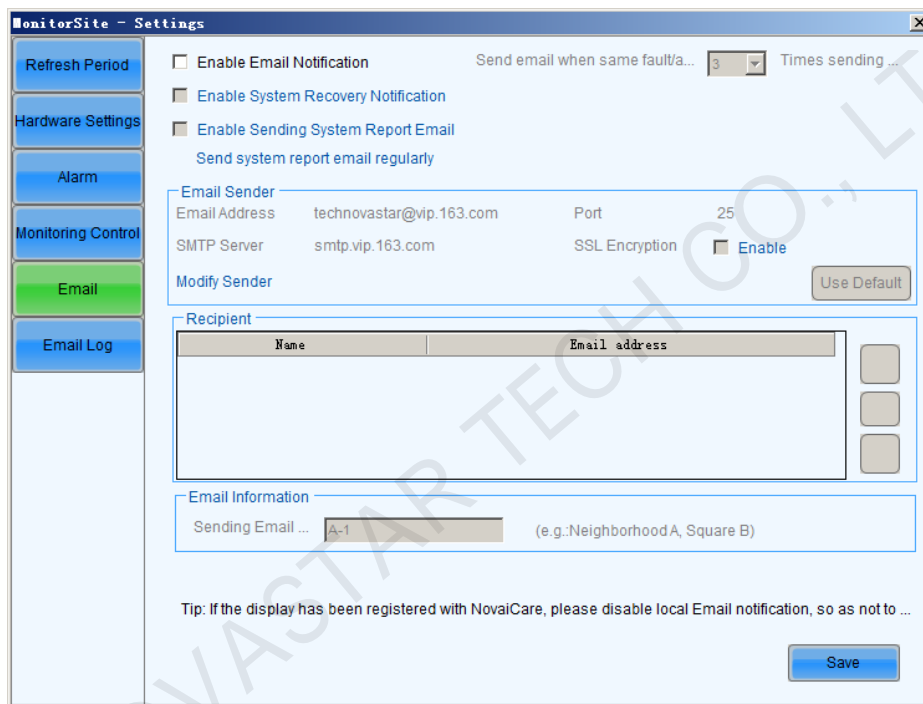 MonitorSite - Settings
Refresh Period
Hardware Settings
Alarm
Monitoring Control
Email
Email Log
Enable Email Notification
Send email when same fault/a... 3 Times sending ...
Enable System Recovery Notification
Enable Sending System Report Email
Send system report email regularly
Email Sender
Email Address technovastar@vip.163.com Port 25
SMTP Server smtp.vip.163.com SSL Encryption Enable
Modify Sender Use Default
Recipient
Name Email address
Email Information
Sending Email ... A-1 (e.g.:Neighborhood A, Square B)
Tip: If the display has been registered with NovaiCare, please disable local Email notification, so as not to ...
Save
VASTAR TECH CO., LT